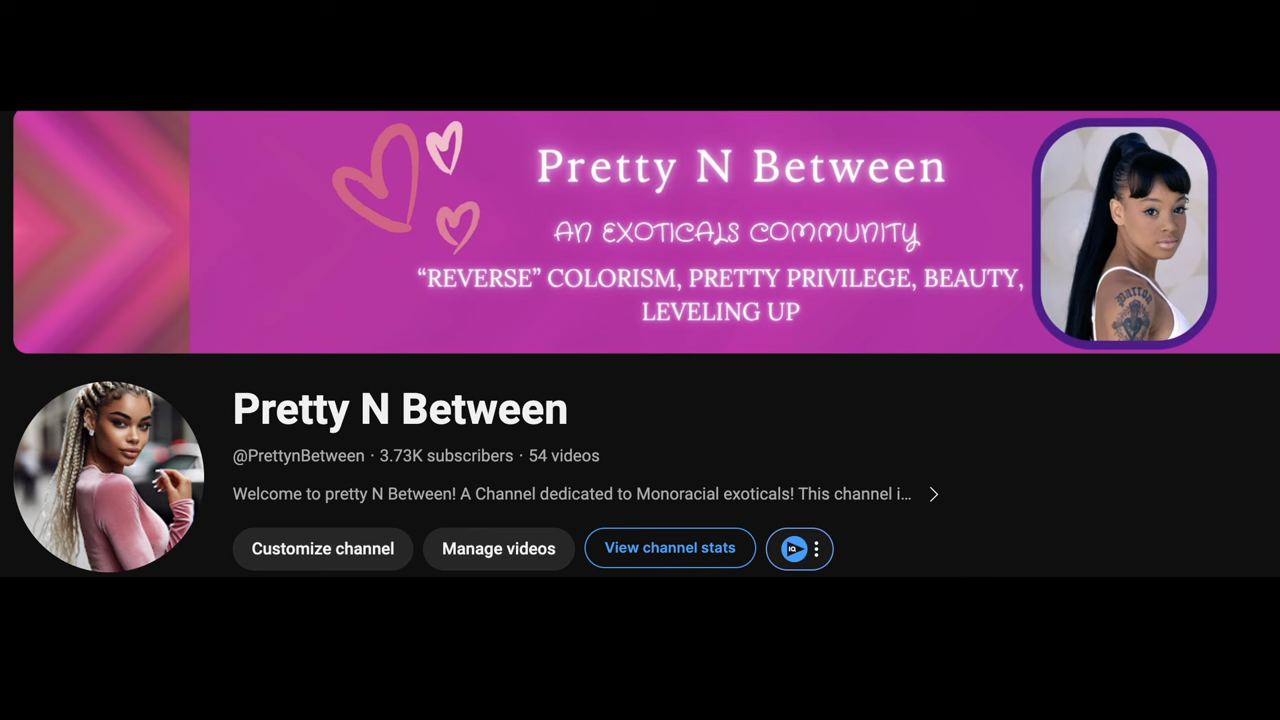 Pretty N Between
AN EXOTICALS COMMUNITY
“REVERSE” COLORISM, PRETTY PRIVILEGE, BEAUTY,
LEVELING UP
Warrior
Pretty N Between
@PrettynBetween · 3.73K subscribers · 54 videos
Welcome to pretty N Between! A Channel dedicated to Monoracial exoticals! This channel i...
Customize channel
Manage videos
View channel stats
IQ